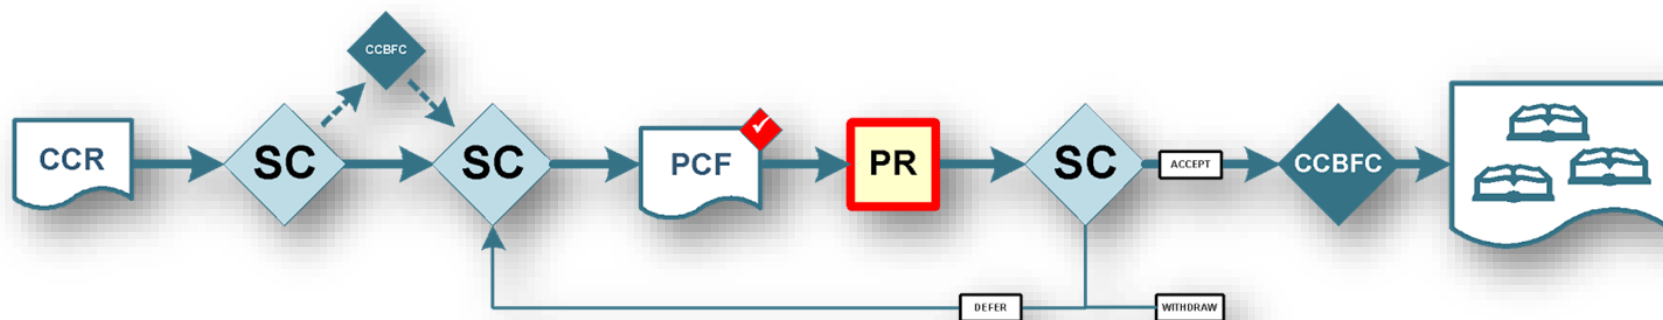 CCBFC
CCR
SC
SC
PCF
PR
SC
ACCEPT
CCBFC
DEFER
WITHDRAW